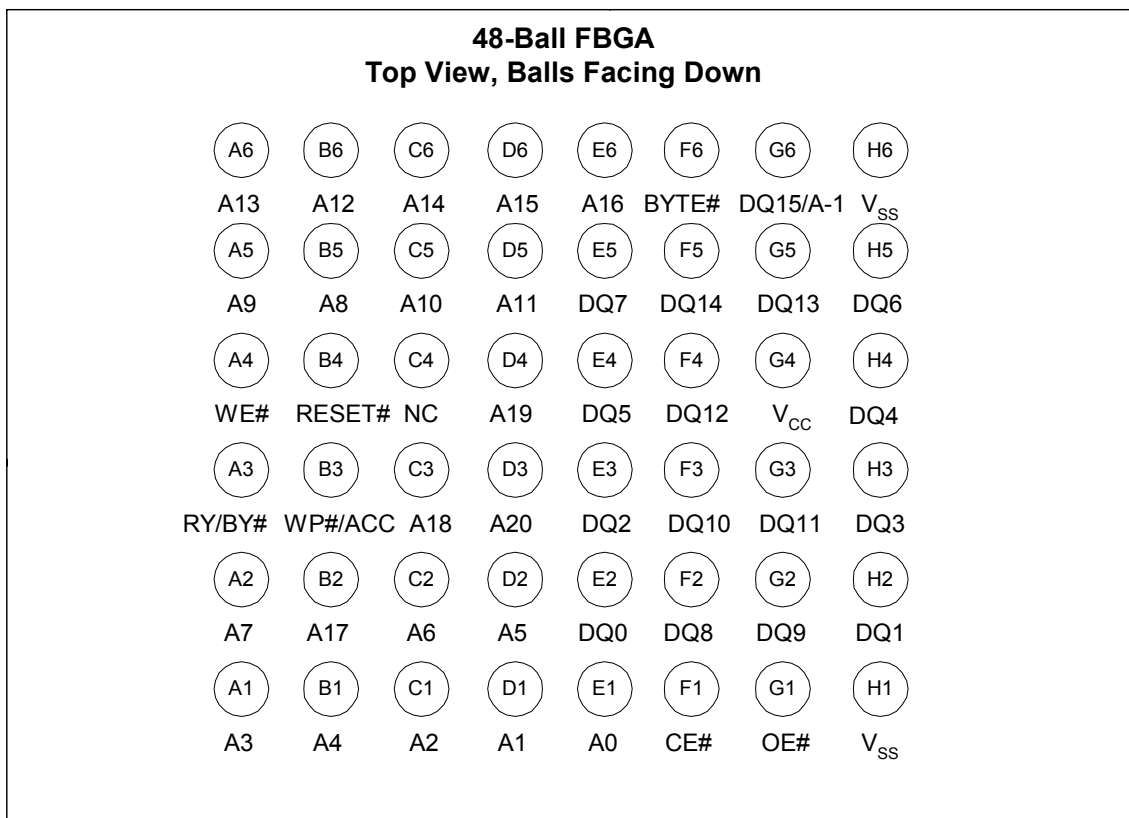 48-Ball FBGA
Top View, Balls Facing Down
A6 B6 C6 D6 E6 F6 G6 H6
A13 A12 A14 A15 A16 BYTE# DQ15/A-1 VSS
A5 B5 C5 D5 E5 F5 G5 H5
A9 A8 A10 A11 DQ7 DQ14 DQ13 DQ6
A4 B4 C4 D4 E4 F4 G4 H4
WE# RESET# NC A19 DQ5 DQ12 VCC DQ4
A3 B3 C3 D3 E3 F3 G3 H3
RY/BY# WP#/ACC A18 A20 DQ2 DQ10 DQ11 DQ3
A2 B2 C2 D2 E2 F2 G2 H2
A7 A17 A6 A5 DQ0 DQ8 DQ9 DQ1
A1 B1 C1 D1 E1 F1 G1 H1
A3 A4 A2 A1 A0 CE# OE# VSS